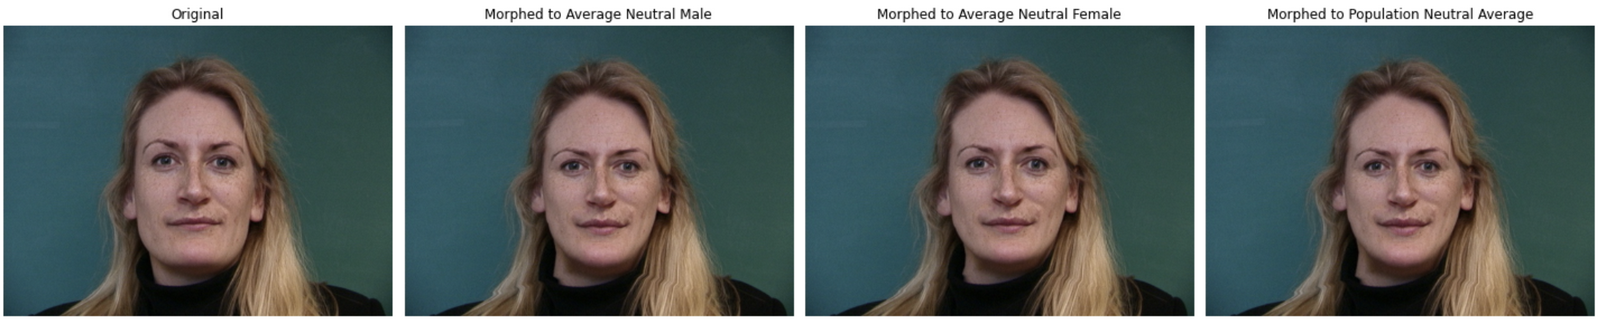 Original
Morphed to Average Neutral Male
Morphed to Average Neutral Female
Morphed to Population Neutral Average